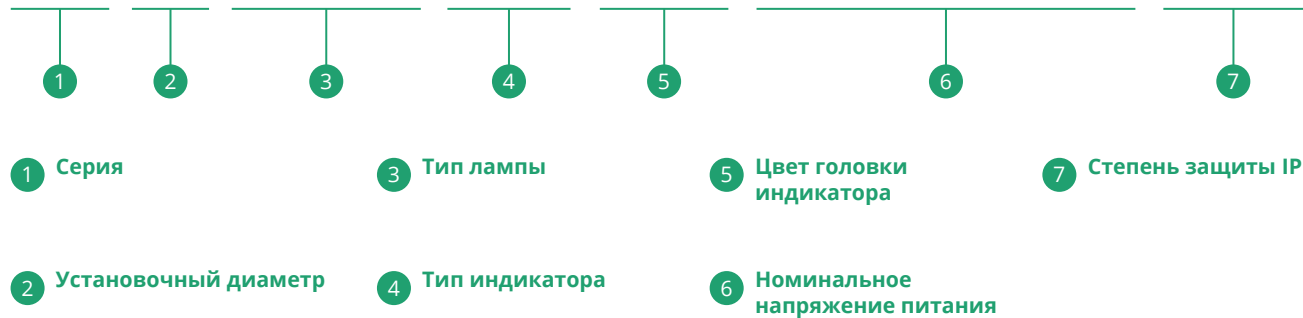 1 2 3 4 5 6 7
1 Серия
3 Тип лампы
5 Цвет головки
индикатора
7 Степень защиты IP
2 Установочный диаметр
4 Тип индикатора
6 Номинальное
напряжение питания